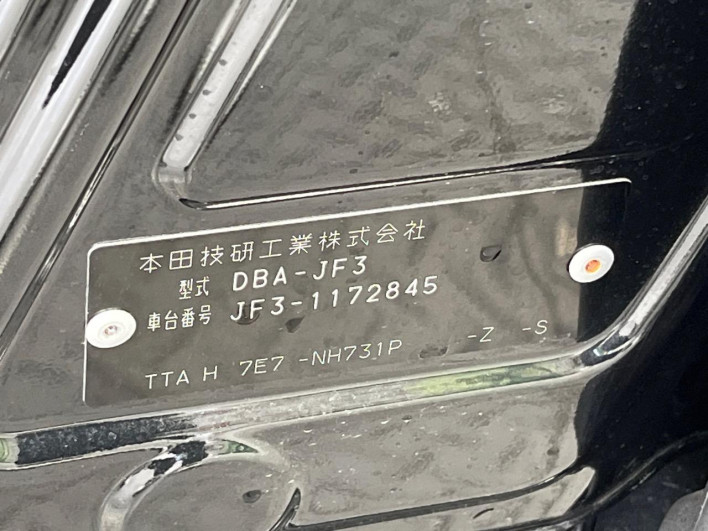 本田技研工業株式会社
型式 DBA-JF3
車台番号 JF3-1172845
TTA H 7E7 -NH731P -Z -S